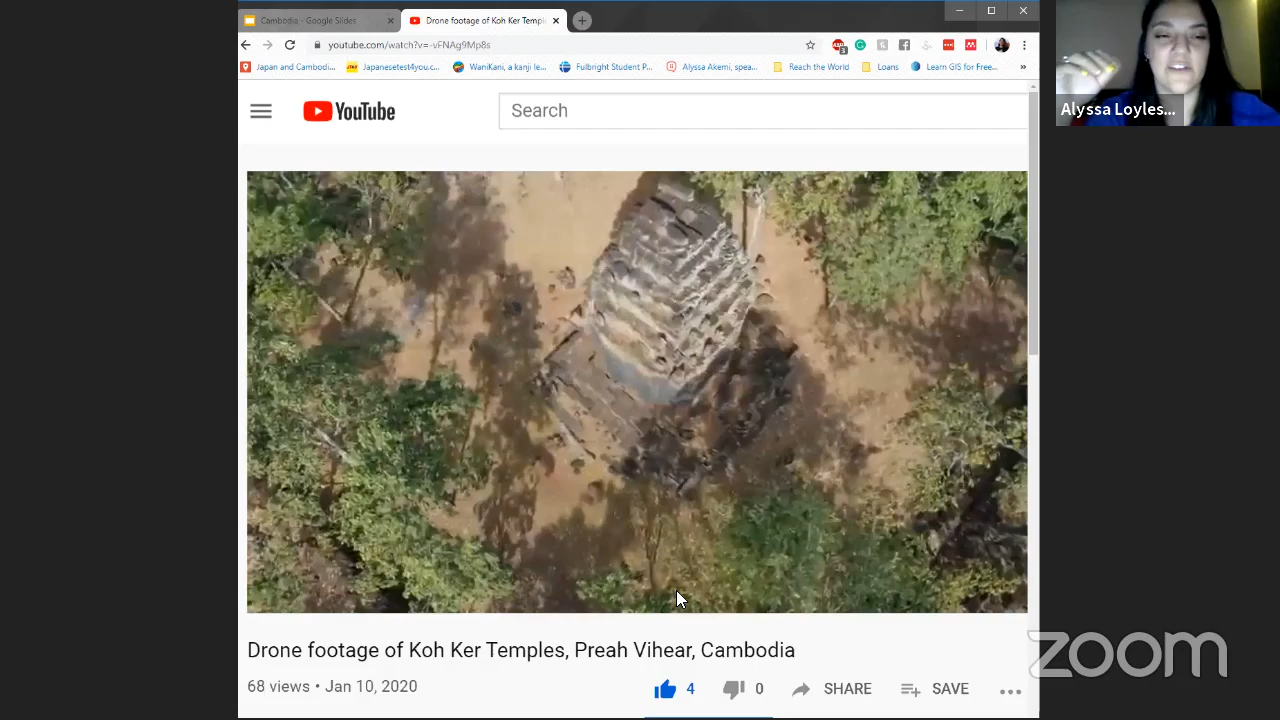 Cambodia - Google Slides
Drone footage of Koh Ker Templ
youtube.com/watch?v=-vFNAg9Mp8s
3
Japan and Cambodi...
Japanesetest4you.c...
WaniKani, a kanji le...
Fulbright Student P...
Alyssa Akemi, spea...
Reach the World
Loans
Learn GIS for Free...
»
YouTube
Search
Alyssa Loyles...
Drone footage of Koh Ker Temples, Preah Vihear, Cambodia
68 views • Jan 10, 2020
4
0
SHARE
SAVE
zoom